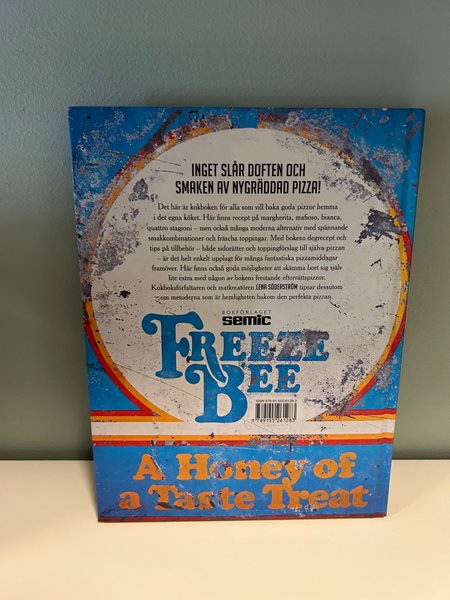 INGET SLÅR DOFTEN OCH
SMAKEN AV NYGRÄDDAD PIZZA!
Det här är kokboken för alla som vill baka goda pizzor hemma
i det egna köket. Här finns recept på margherita, mafioso, bianca,
quattro stagioni – men också många moderna alternativ med spännande
smakkombinationer och fräscha toppingar. Med bokens degrecept och
tips på tillbehör – både sidorätter och toppingförslag till själva pizzan
– är det helt enkelt upplagt för många fantastiska pizzamiddagar
framöver. Här finns också goda möjligheter att skämma bort sig själv
lite extra med någon av bokens frestande efterrättspizzor.
Kokboksförfattaren och matkreatören LENA SÖDERSTRÖM tipsar dessutom
om metoderna som är hemligheten bakom den perfekta pizzan.
BOKFÖRLAGET
semic
FREEZE
BEE
A Honey of
a Taste Treat